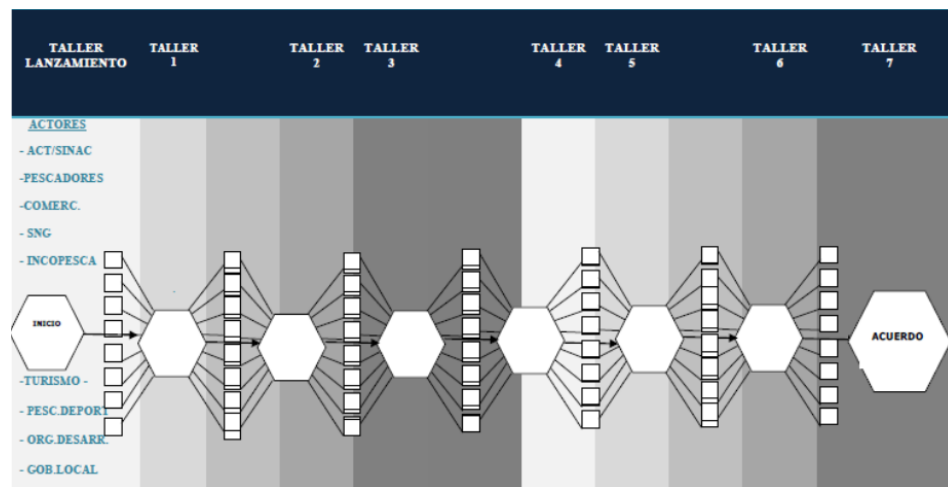 TALLER
LANZAMIENTO
TALLER
1
TALLER
2
TALLER
3
TALLER
4
TALLER
5
TALLER
6
TALLER
7
ACTORES
- ACT/SINAC
-PESCADORES
-COMERC.
- SNG
- INCOPESCA
INICIO
ACUERDO
-TURISMO -
- PESC.DEPORT
- ORG.DESARR.
- GOB.LOCAL